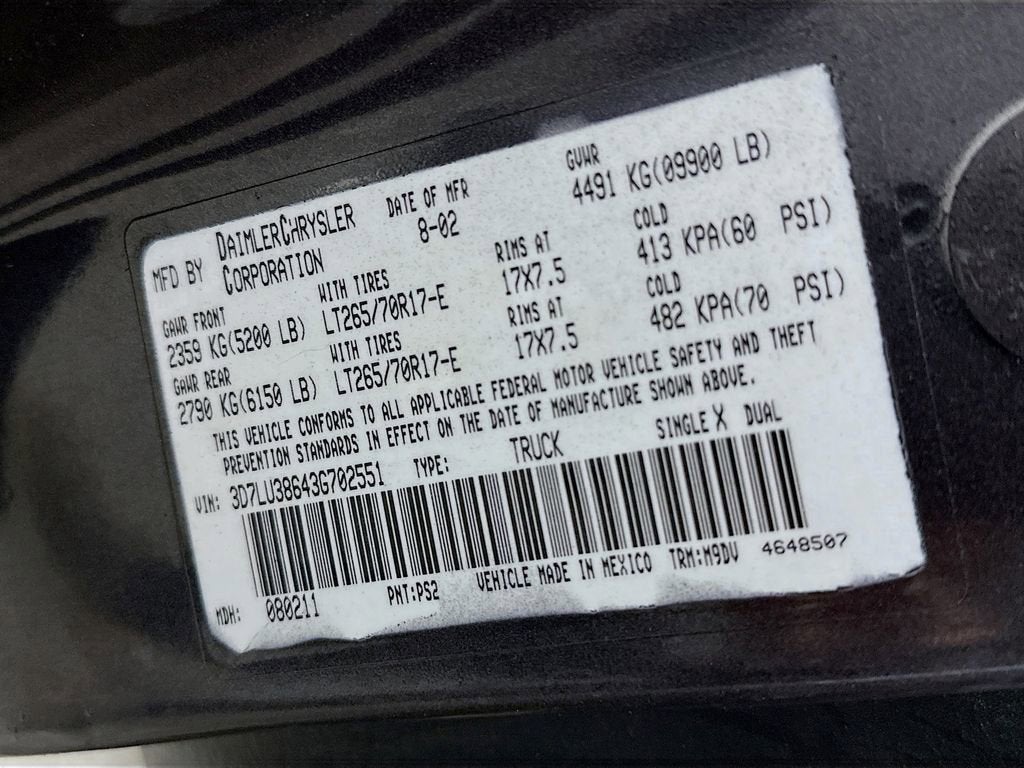 MFD BY DAIMLERCHRYSLER CORPORATION DATE OF MFR 8-02 GVWR 4491 KG(09900 LB)
GAWR FRONT WITH TIRES RIMS AT COLD
2359 KG(5200 LB) LT265/70R17-E 17X7.5 413 KPA(60 PSI)
GAWR REAR WITH TIRES RIMS AT COLD
2790 KG(6150 LB) LT265/70R17-E 17X7.5 482 KPA(70 PSI)
THIS VEHICLE CONFORMS TO ALL APPLICABLE FEDERAL MOTOR VEHICLE SAFETY AND THEFT
PREVENTION STANDARDS IN EFFECT ON THE DATE OF MANUFACTURE SHOWN ABOVE.
VIN: 3D7LU38643G702551 TYPE: TRUCK SINGLE X DUAL
MDH: 080211 PNT:PS2 VEHICLE MADE IN MEXICO TRM:M9DV 4648507